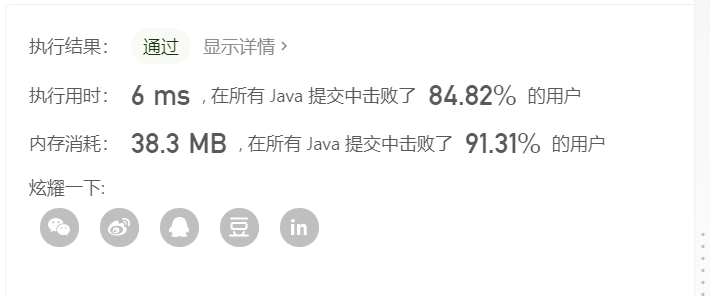 执行结果： 通过 显示详情 ›
执行用时： 6 ms , 在所有 Java 提交中击败了 84.82% 的用户
内存消耗： 38.3 MB , 在所有 Java 提交中击败了 91.31% 的用户
炫耀一下:
豆 in